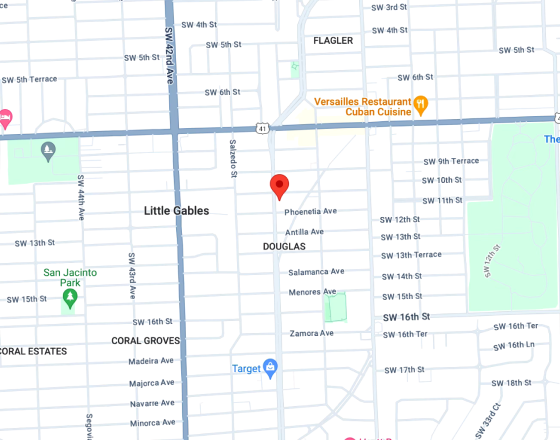 SW 3rd St
SW 4th St
SW 4th St
FLAGLER
SW 42nd Ave
SW 5th St
SW 5th St
SW 5th St
SW 5th Terrace
SW 6th St
SW 6th St
Versailles Restaurant
Cuban Cuisine
41
The
Salzedo St
SW 9th Terrace
SW 10th St
SW 11th St
SW 44th Ave
Little Gables
Phoenetia Ave
SW 12th St
Antilla Ave
SW 13th St
SW 13th St
DOUGLAS
SW 13th Terrace
SW 12th St
SW 43rd Ave
San Jacinto
Park
Salamanca Ave
SW 14th St
Menores Ave
SW 15th St
SW 15th St
SW 16th St
SW 16th St
SW 16th Ter
SW 16th Ter
Zamora Ave
SW 16th Ln
CORAL GROVES
CORAL ESTATES
Madeira Ave
Target
SW 17th St
Majorca Ave
SW 18th St
Navarre Ave
SW 33rd Ct
Minorca Ave